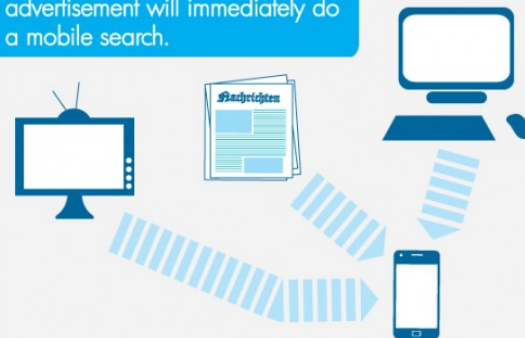 advertisement will immediately do
a mobile search.
Nachrichten